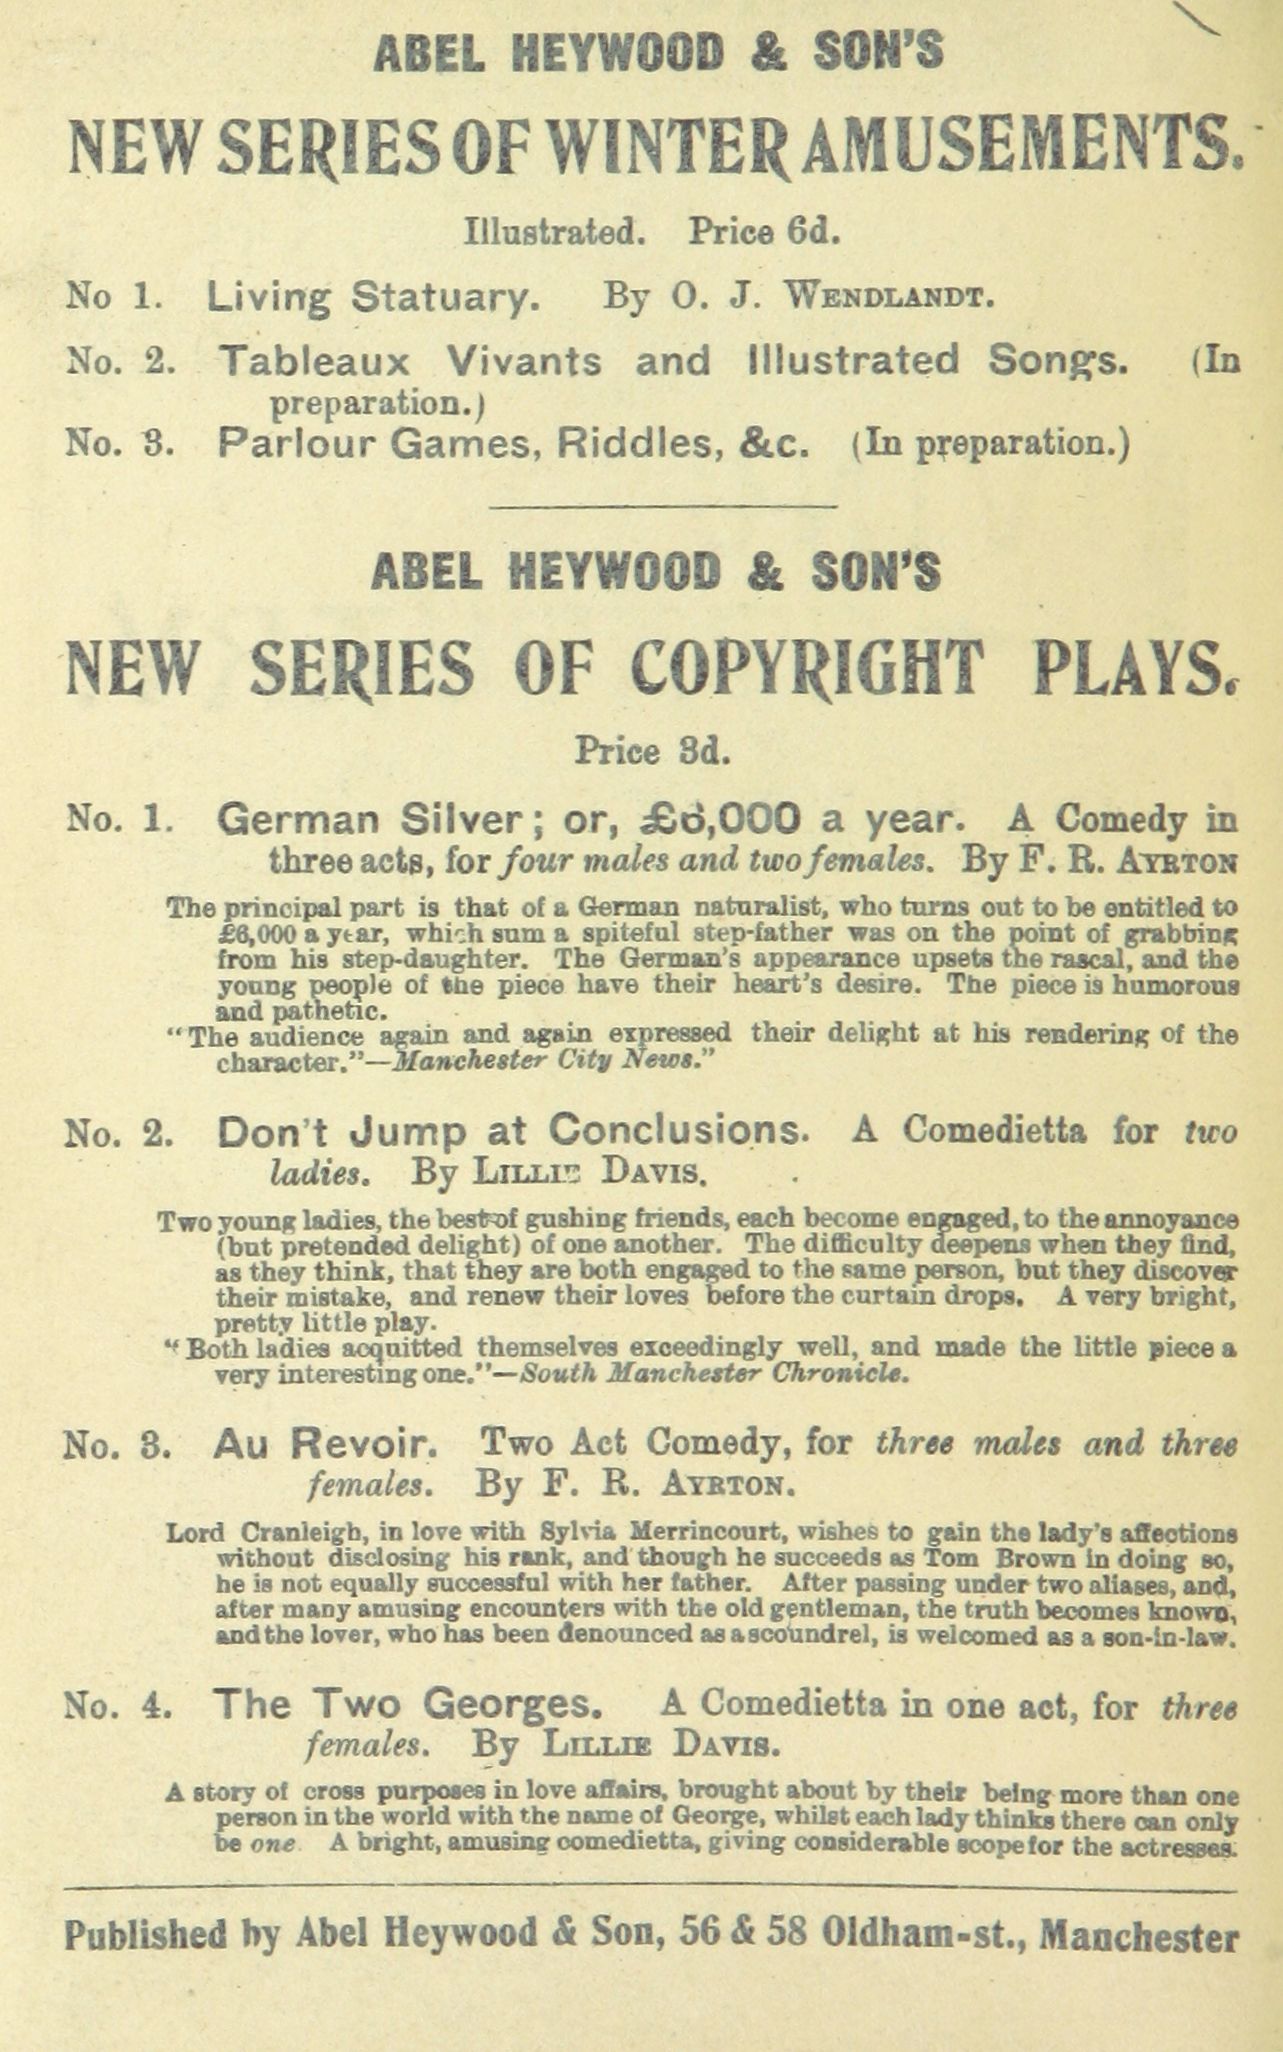 ABEL HEYWOOD & SON'S
NEW SERIES OF WINTER AMUSEMENTS.
Illustrated. Price 6d.
No 1. Living Statuary. By O. J. WENDLANDT.
No. 2. Tableaux Vivants and Illustrated Songs. (In
preparation.)
No. 3. Parlour Games, Riddles, &c. (In preparation.)
ABEL HEYWOOD & SON'S
NEW SERIES OF COPYRIGHT PLAYS.
Price 3d.
No. 1. German Silver; or, £6,000 a year. A Comedy in
three acts, for four males and two females. By F. R. AYRTON
The principal part is that of a German naturalist, who turns out to be entitled to
£6,000 a year, which sum a spiteful step-father was on the point of grabbing
from his step-daughter. The German's appearance upsets the rascal, and the
young people of the piece have their heart's desire. The piece is humorous
and pathetic.
"The audience again and again expressed their delight at his rendering of the
character."—Manchester City News."
No. 2. Don't Jump at Conclusions. A Comedietta for two
ladies. By LILLIE DAVIS.
Two young ladies, the best of gushing friends, each become engaged, to the annoyance
(but pretended delight) of one another. The difficulty deepens when they find,
as they think, that they are both engaged to the same person, but they discover
their mistake, and renew their loves before the curtain drops. A very bright,
pretty little play.
"Both ladies acquitted themselves exceedingly well, and made the little piece a
very interesting one."—South Manchester Chronicle.
No. 3. Au Revoir. Two Act Comedy, for three males and three
females. By F. R. AYRTON.
Lord Cranleigh, in love with Sylvia Merrincourt, wishes to gain the lady's affections
without disclosing his rank, and though he succeeds as Tom Brown in doing so,
he is not equally successful with her father. After passing under two aliases, and,
after many amusing encounters with the old gentleman, the truth becomes known,
and the lover, who has been denounced as a scoundrel, is welcomed as a son-in-law.
No. 4. The Two Georges. A Comedietta in one act, for three
females. By LILLIE DAVIS.
A story of cross purposes in love affairs, brought about by their being more than one
person in the world with the name of George, whilst each lady thinks there can only
be one A bright, amusing comedietta, giving considerable scope for the actresses.
Published by Abel Heywood & Son, 56 & 58 Oldham-st., Manchester